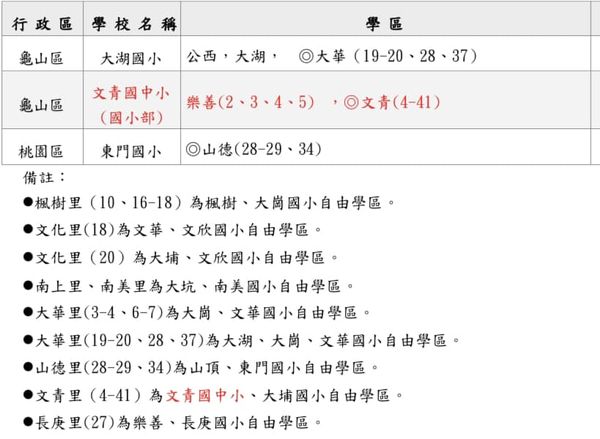 行政區 學校名稱 學區
龜山區 大湖國小 公西，大湖， ◎大華（19-20、28、37）
龜山區 文青國中小 樂善(2、3、4、5) ，◎文青(4-41)
（國小部）
桃園區 東門國小 ◎山德(28-29、34)
備註：
●楓樹里（10、16-18）為楓樹、大崗國小自由學區。
●文化里(18)為文華、文欣國小自由學區。
●文化里（20）為大埔、文欣國小自由學區。
●南上里、南美里為大坑、南美國小自由學區。
●大華里(3-4、6-7)為大崗、文華國小自由學區。
●大華里(19-20、28、37)為大湖、大崗、文華國小自由學區。
●山德里(28-29、34)為山頂、東門國小自由學區。
●文青里（4-41）為文青國中小、大埔國小自由學區。
●長庚里(27)為樂善、長庚國小自由學區。